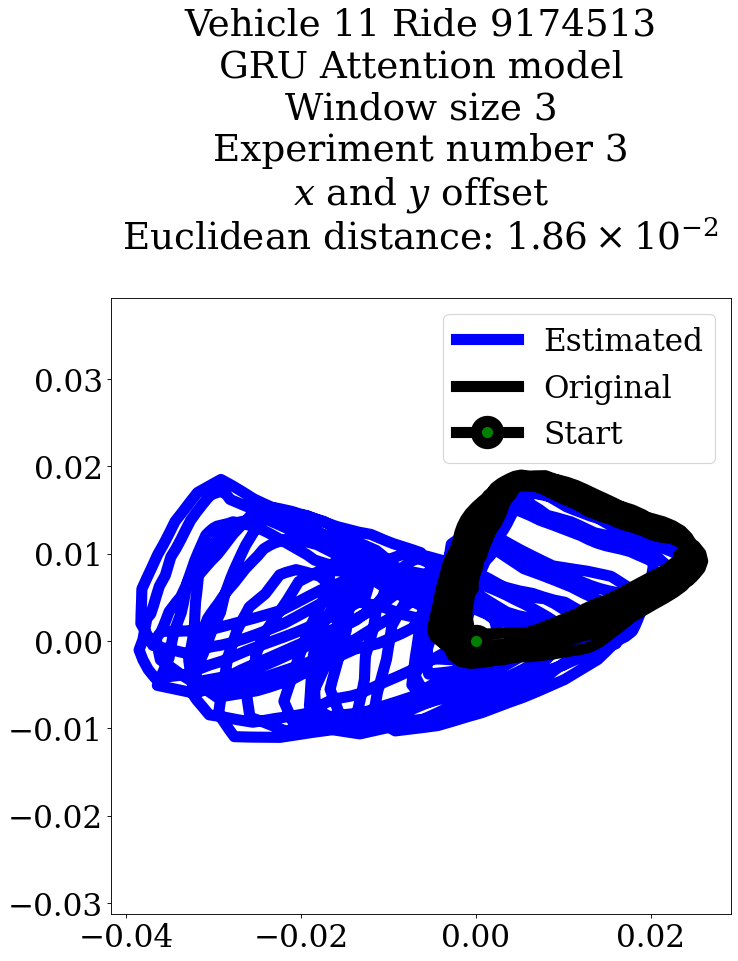 Vehicle 11 Ride 9174513
GRU Attention model
Window size 3
Experiment number 3
x and y offset
Euclidean distance: 1.86 × 10⁻²
Estimated
Original
Start
0.03
0.02
0.01
0.00
−0.01
−0.02
−0.03
−0.04 −0.02 0.00 0.02